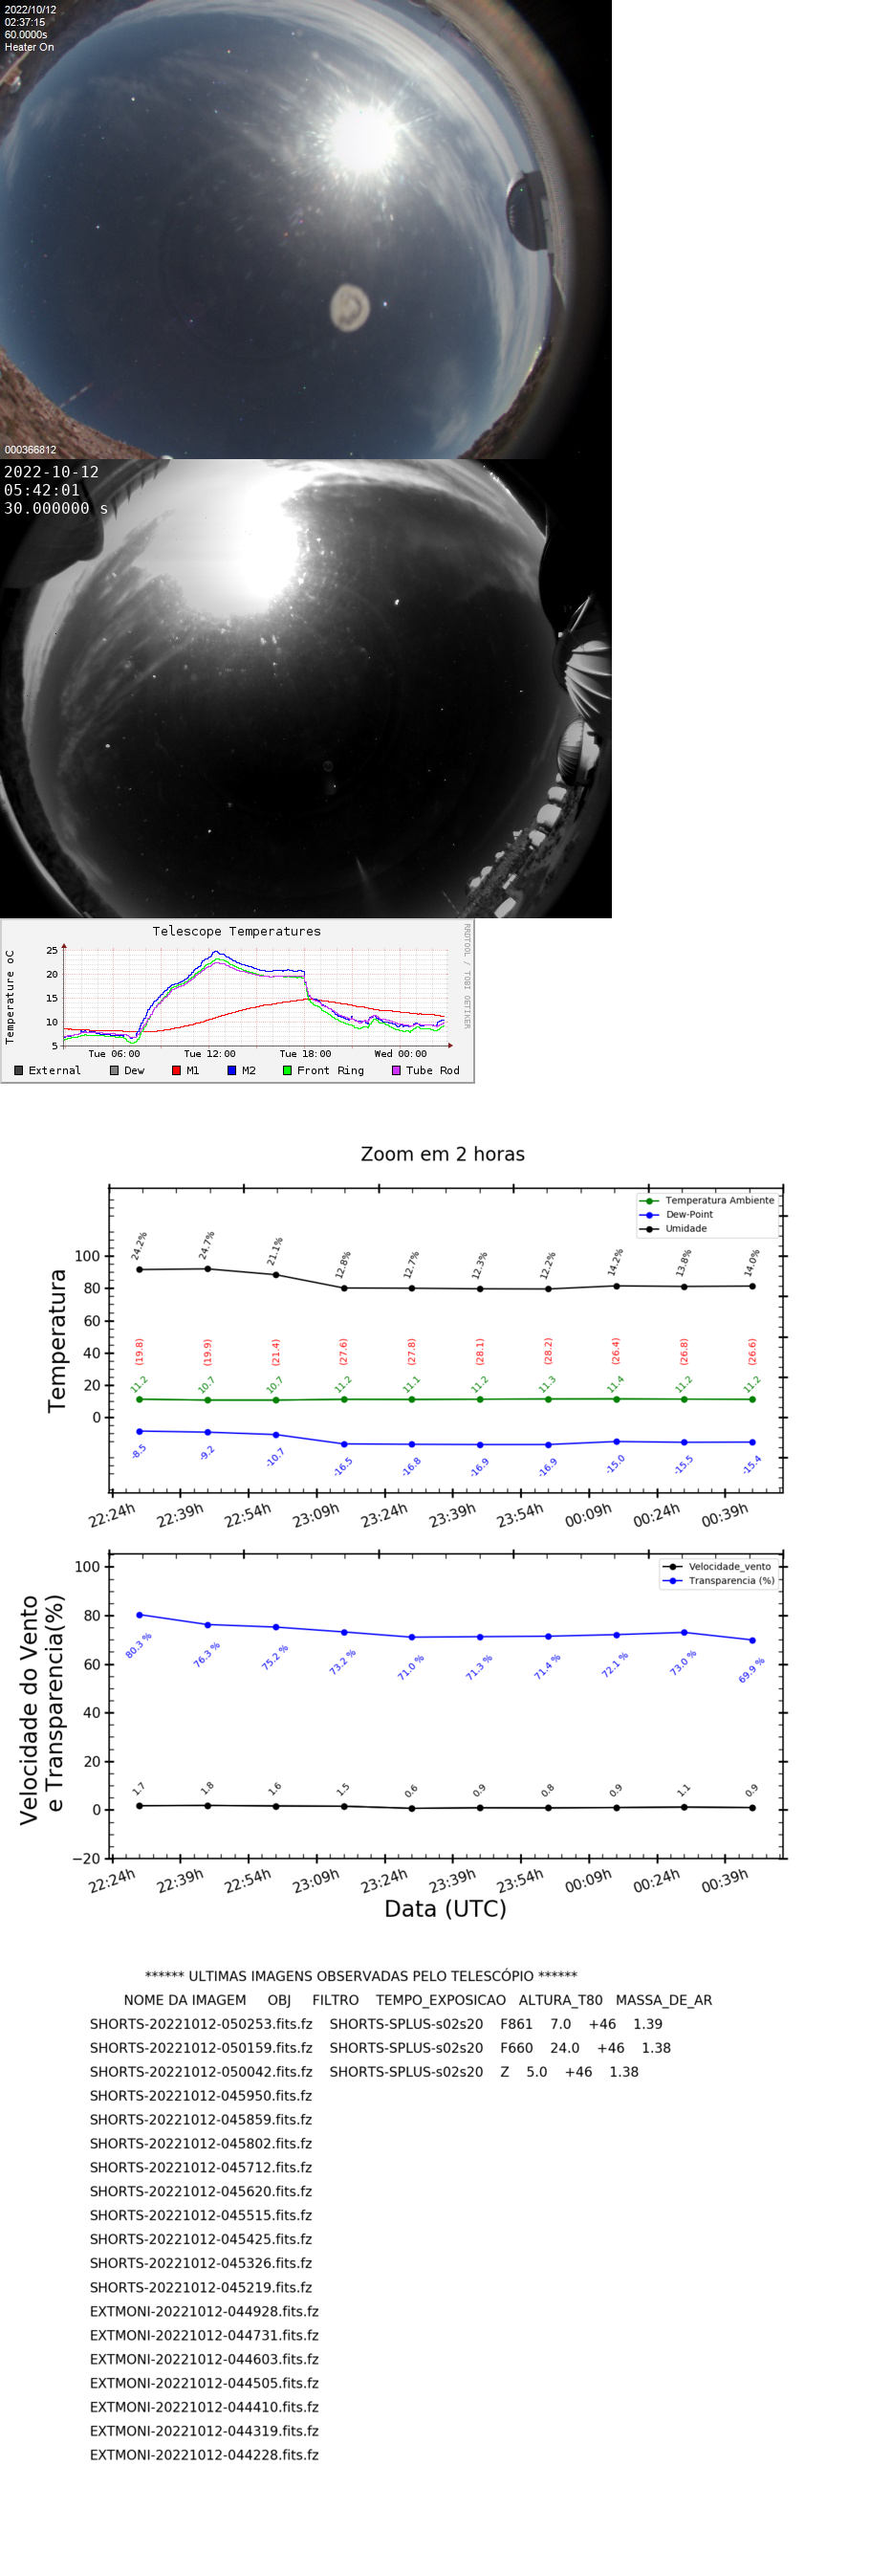 2022/10/12
02:37:15
60.0000s
Heater On
000366812
2022-10-12
05:42:01
30.000000 s
Telescope Temperatures
Temperature oC
RRDTOOL / TOBI OETIKER
25
20
15
10
5
Tue 06:00 Tue 12:00 Tue 18:00 Wed 00:00
External Dew M1 M2 Front Ring Tube Rod
Zoom em 2 horas
Temperatura
Temperatura Ambiente
Dew-Point
Umidade
100
80
60
40
20
0
24.2% 24.7% 21.1% 12.8% 12.7% 12.3% 12.2% 14.2% 13.8% 14.0%
(19.8) (19.9) (21.4) (27.6) (27.8) (28.1) (28.2) (26.4) (26.8) (26.6)
11.2 10.7 10.7 11.2 11.1 11.2 11.3 11.4 11.2 11.2
-8.5 -9.2 -10.7 -16.5 -16.8 -16.9 -16.9 -15.0 -15.5 -15.4
22:24h 22:39h 22:54h 23:09h 23:24h 23:39h 23:54h 00:09h 00:24h 00:39h
Velocidade do Vento
e Transparencia(%)
Velocidade_vento
Transparencia (%)
100
80
60
40
20
0
−20
80.3 % 76.3 % 75.2 % 73.2 % 71.0 % 71.3 % 71.4 % 72.1 % 73.0 % 69.9 %
1.7 1.8 1.6 1.5 0.6 0.9 0.8 0.9 1.1 0.9
22:24h 22:39h 22:54h 23:09h 23:24h 23:39h 23:54h 00:09h 00:24h 00:39h
Data (UTC)
****** ULTIMAS IMAGENS OBSERVADAS PELO TELESCÓPIO ******
NOME DA IMAGEM OBJ FILTRO TEMPO_EXPOSICAO ALTURA_T80 MASSA_DE_AR
SHORTS-20221012-050253.fits.fz SHORTS-SPLUS-s02s20 F861 7.0 +46 1.39
SHORTS-20221012-050159.fits.fz SHORTS-SPLUS-s02s20 F660 24.0 +46 1.38
SHORTS-20221012-050042.fits.fz SHORTS-SPLUS-s02s20 Z 5.0 +46 1.38
SHORTS-20221012-045950.fits.fz
SHORTS-20221012-045859.fits.fz
SHORTS-20221012-045802.fits.fz
SHORTS-20221012-045712.fits.fz
SHORTS-20221012-045620.fits.fz
SHORTS-20221012-045515.fits.fz
SHORTS-20221012-045425.fits.fz
SHORTS-20221012-045326.fits.fz
SHORTS-20221012-045219.fits.fz
EXTMONI-20221012-044928.fits.fz
EXTMONI-20221012-044731.fits.fz
EXTMONI-20221012-044603.fits.fz
EXTMONI-20221012-044505.fits.fz
EXTMONI-20221012-044410.fits.fz
EXTMONI-20221012-044319.fits.fz
EXTMONI-20221012-044228.fits.fz